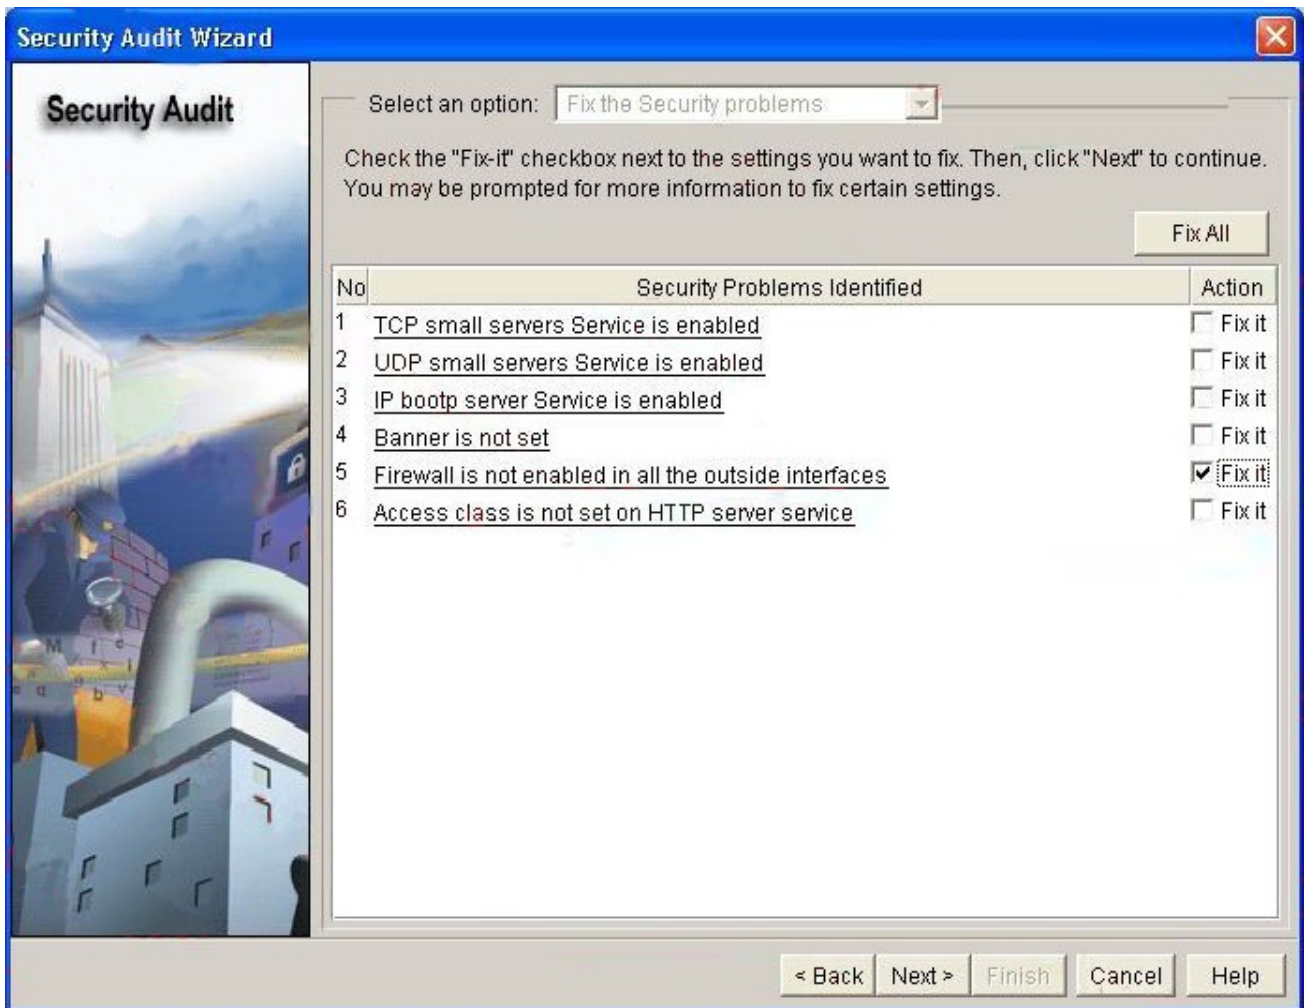 Security Audit Wizard
Security Audit
Select an option: Fix the Security problems
Check the "Fix-it" checkbox next to the settings you want to fix. Then, click "Next" to continue.
You may be prompted for more information to fix certain settings.
Fix All
No Security Problems Identified Action
1 TCP small servers Service is enabled Fix it
2 UDP small servers Service is enabled Fix it
3 IP bootp server Service is enabled Fix it
4 Banner is not set Fix it
5 Firewall is not enabled in all the outside interfaces Fix it
6 Access class is not set on HTTP server service Fix it
< Back Next > Finish Cancel Help